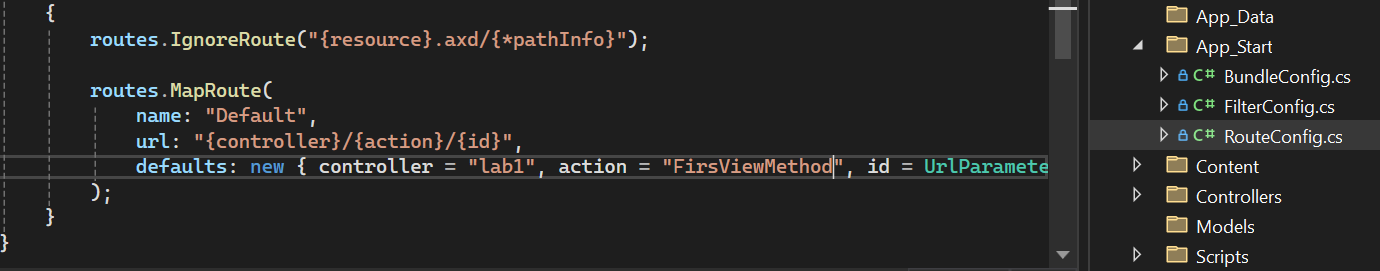 {
routes.IgnoreRoute("{resource}.axd/{*pathInfo}");
routes.MapRoute(
name: "Default",
url: "{controller}/{action}/{id}",
defaults: new { controller = "lab1", action = "FirsViewMethod", id = UrlParamete
);
}
}
App_Data
App_Start
C# BundleConfig.cs
C# FilterConfig.cs
C# RouteConfig.cs
Content
Controllers
Models
Scripts